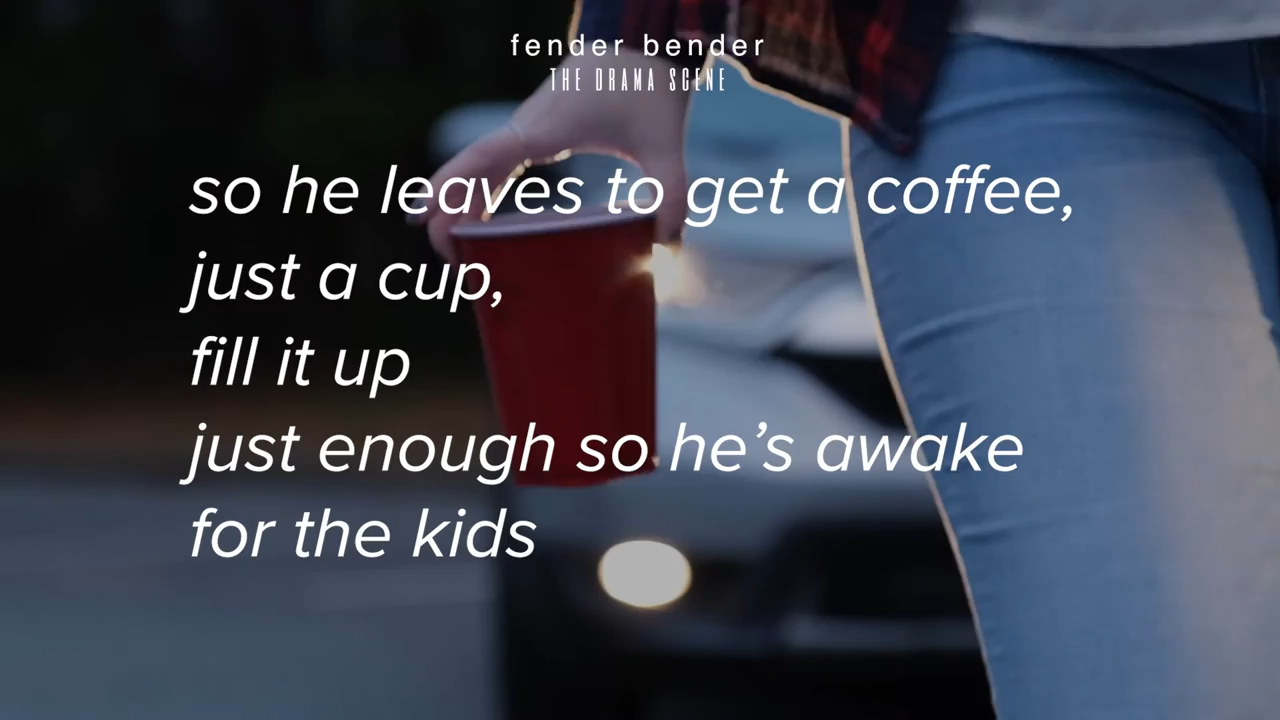 fender bender
THE DRAMA SCENE
so he leaves to get a coffee,
just a cup,
fill it up
just enough so he’s awake
for the kids